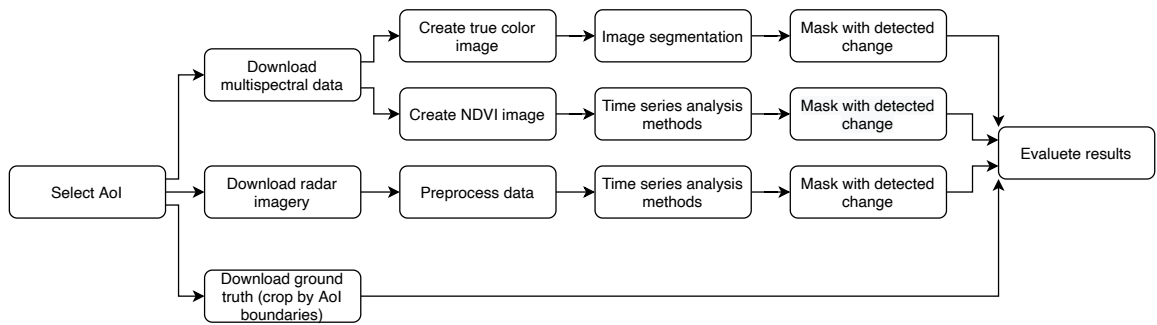 Create true color
image
Image segmentation
Mask with detected
change
Download
multispectral data
Create NDVI image
Time series analysis
methods
Mask with detected
change
Evaluete results
Select AoI
Download radar
imagery
Preprocess data
Time series analysis
methods
Mask with detected
change
Download ground
truth (crop by AoI
boundaries)